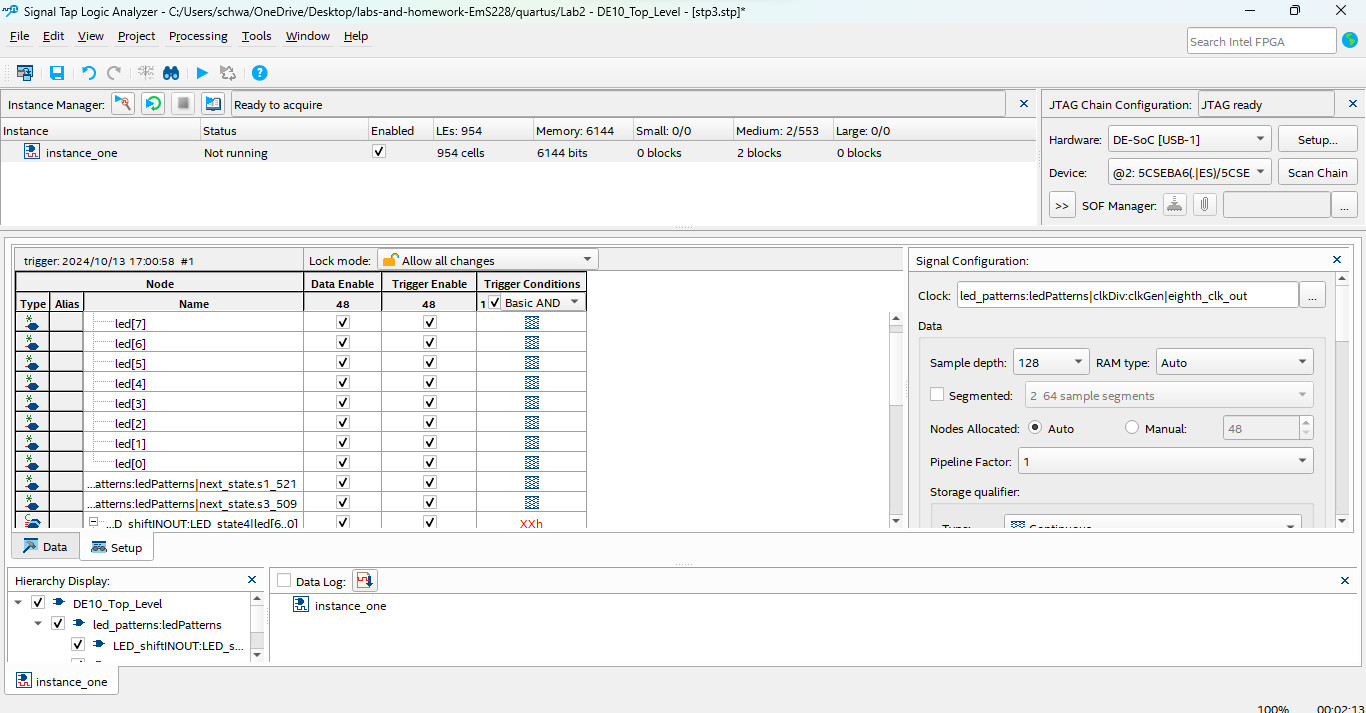 Signal Tap Logic Analyzer - C:/Users/schwa/OneDrive/Desktop/labs-and-homework-EmS228/quartus/Lab2 - DE10_Top_Level - [stp3.stp]*
File Edit View Project Processing Tools Window Help
Search Intel FPGA
Instance Manager: Ready to acquire
Instance Status Enabled LEs: 954 Memory: 6144 Small: 0/0 Medium: 2/553 Large: 0/0
instance_one Not running 954 cells 6144 bits 0 blocks 2 blocks 0 blocks
JTAG Chain Configuration: JTAG ready
Hardware: DE-SoC [USB-1] Setup...
Device: @2: 5CSEBA6(.|ES)/5CSE Scan Chain
>> SOF Manager: ...
trigger: 2024/10/13 17:00:58 #1 Lock mode: Allow all changes
Node Data Enable Trigger Enable Trigger Conditions
Type Alias Name 48 48 1 Basic AND
led[7]
led[6]
led[5]
led[4]
led[3]
led[2]
led[1]
led[0]
...atterns:ledPatterns|next_state.s1_521
...atterns:ledPatterns|next_state.s3_509
...D_shiftINOUT:LED_state4|led[6..0] XXh
Signal Configuration:
Clock: led_patterns:ledPatterns|clkDiv:clkGen|eighth_clk_out ...
Data
Sample depth: 128 RAM type: Auto
Segmented: 2 64 sample segments
Nodes Allocated: Auto Manual: 48
Pipeline Factor: 1
Storage qualifier:
Type: Continuous
Data Setup
Hierarchy Display:
DE10_Top_Level
led_patterns:ledPatterns
LED_shiftINOUT:LED_s...
Data Log:
instance_one
instance_one
100% 00:02:13